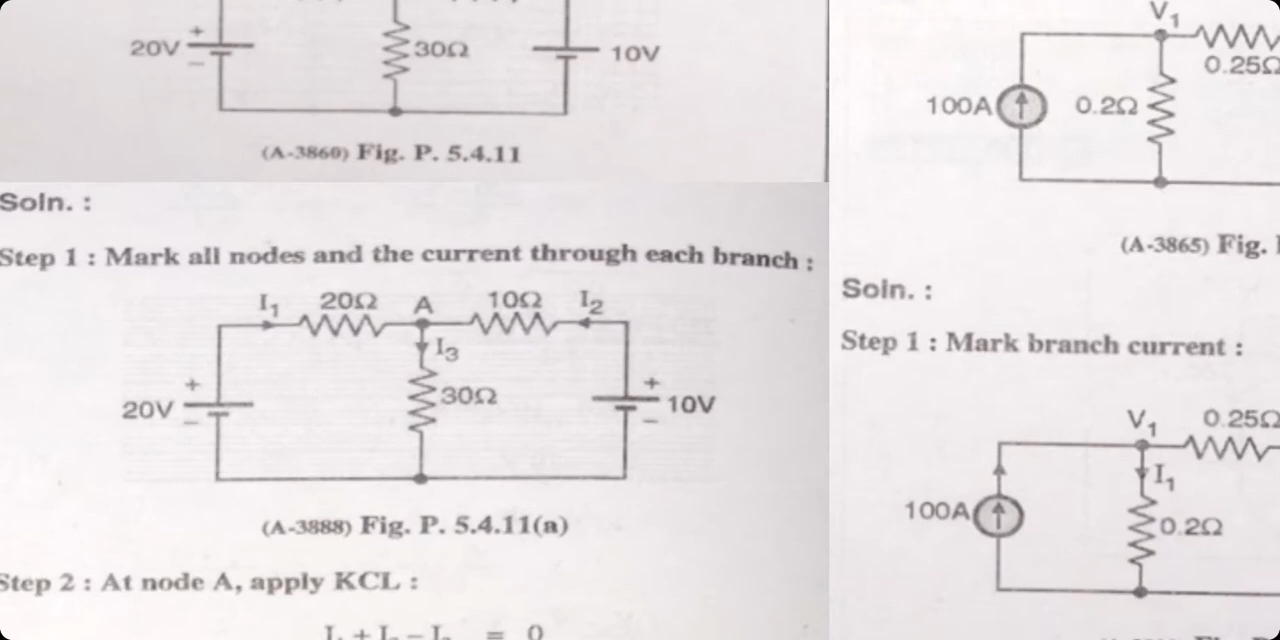 20V
+
−
30Ω
10V
(A-3860) Fig. P. 5.4.11
Soln. :
Step 1 : Mark all nodes and the current through each branch :
I₁ 20Ω A 10Ω I₂
I₃
+
20V
−
30Ω
+
10V
−
(A-3888) Fig. P. 5.4.11(a)
Step 2 : At node A, apply KCL :
= 0
V₁
0.25Ω
100A
0.2Ω
(A-3865) Fig.
Soln. :
Step 1 : Mark branch current :
V₁ 0.25Ω
I₁
100A
0.2Ω